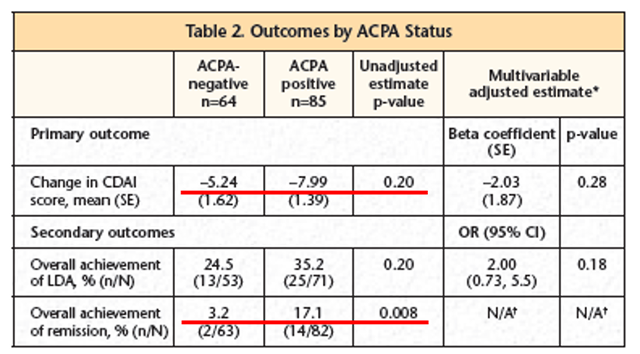 Table 2. Outcomes by ACPA Status
ACPA-negative n=64 ACPA positive n=85 Unadjusted estimate p-value Multivariable adjusted estimate*
Primary outcome Beta coefficient (SE) p-value
Change in CDAI score, mean (SE) –5.24 (1.62) –7.99 (1.39) 0.20 –2.03 (1.87) 0.28
Secondary outcomes OR (95% CI)
Overall achievement of LDA, % (n/N) 24.5 (13/53) 35.2 (25/71) 0.20 2.00 (0.73, 5.5) 0.18
Overall achievement of remission, % (n/N) 3.2 (2/63) 17.1 (14/82) 0.008 N/A† N/A†